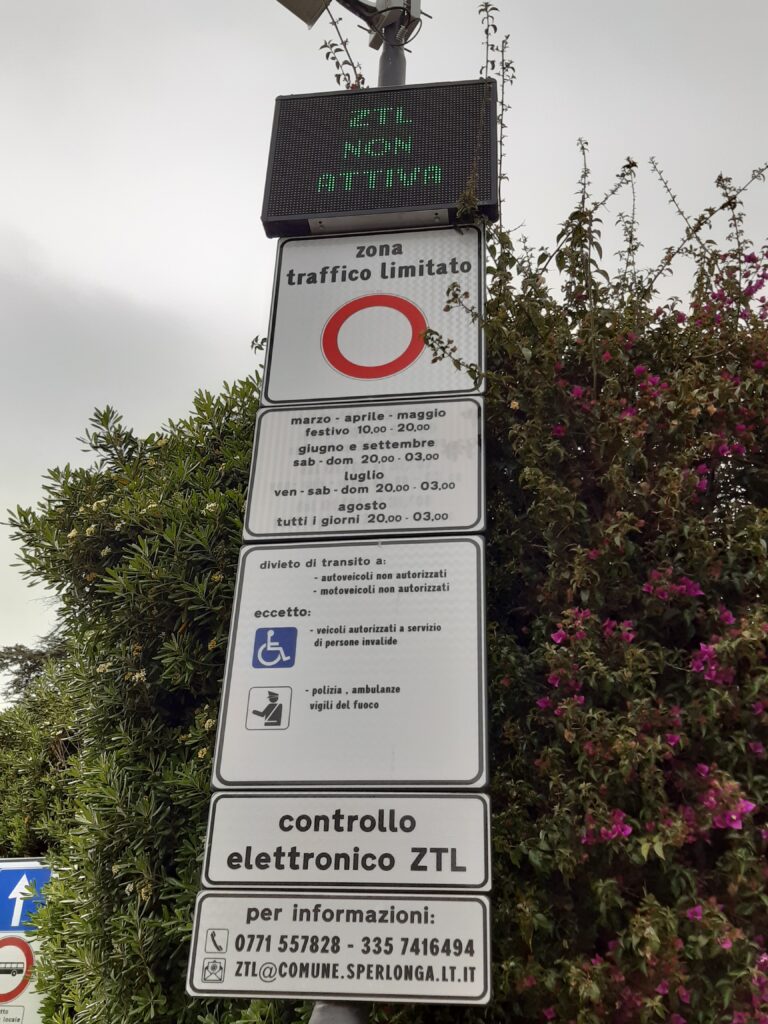 ZTL
NON
ATTIVA
zona
traffico limitato
marzo - aprile - maggio
festivo 10,00 - 20,00
giugno e settembre
sab - dom 20,00 - 03,00
luglio
ven - sab - dom 20,00 - 03,00
agosto
tutti i giorni 20,00 - 03,00
divieto di transito a:
- autoveicoli non autorizzati
- motoveicoli non autorizzati
eccetto:
- veicoli autorizzati a servizio
di persone invalide
- polizia , ambulanze
vigili del fuoco
controllo
elettronico ZTL
per informazioni:
0771 557828 - 335 7416494
ZTL@COMUNE.SPERLONGA.LT.IT
locale